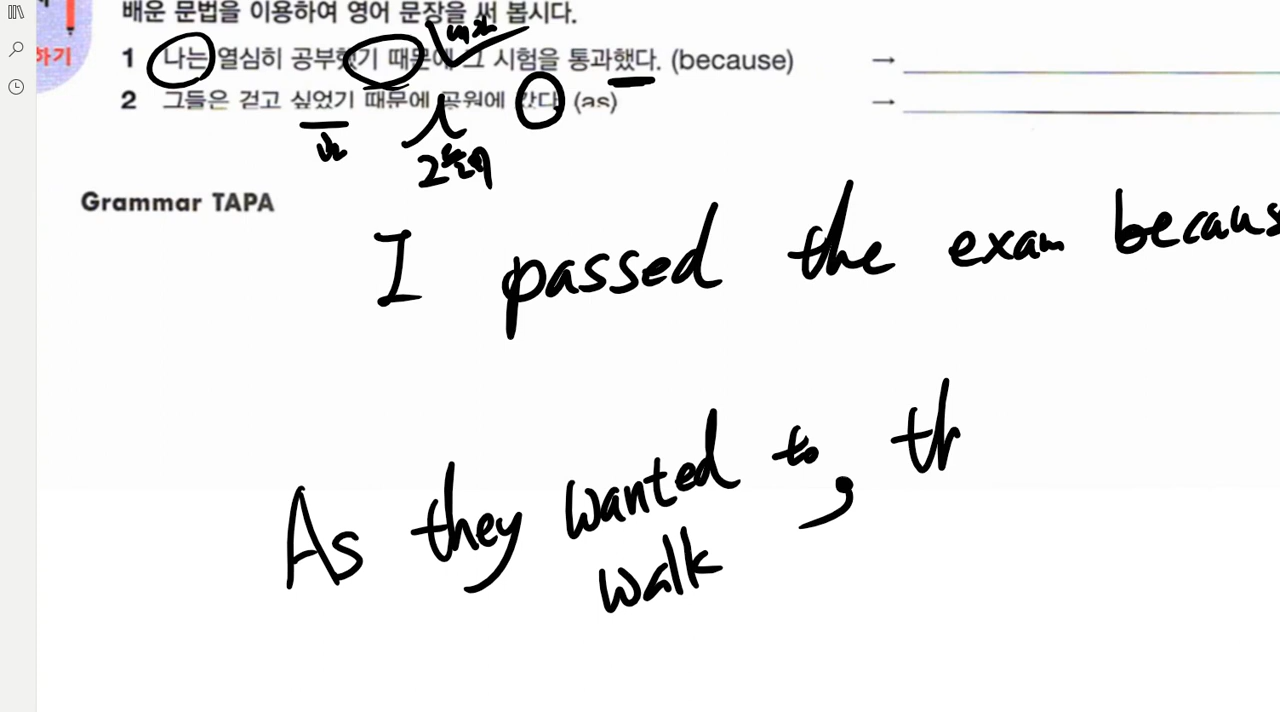 배운 문법을 이용하여 영어 문장을 써 봅시다.
하기 1 나는 열심히 공부했기 때문에 그 시험을 통과했다. (because) →
2 그들은 걷고 싶었기 때문에 공원에 갔다. (as) →
Grammar TAPA
I passed the exam becaus
As they wanted to, th
walk